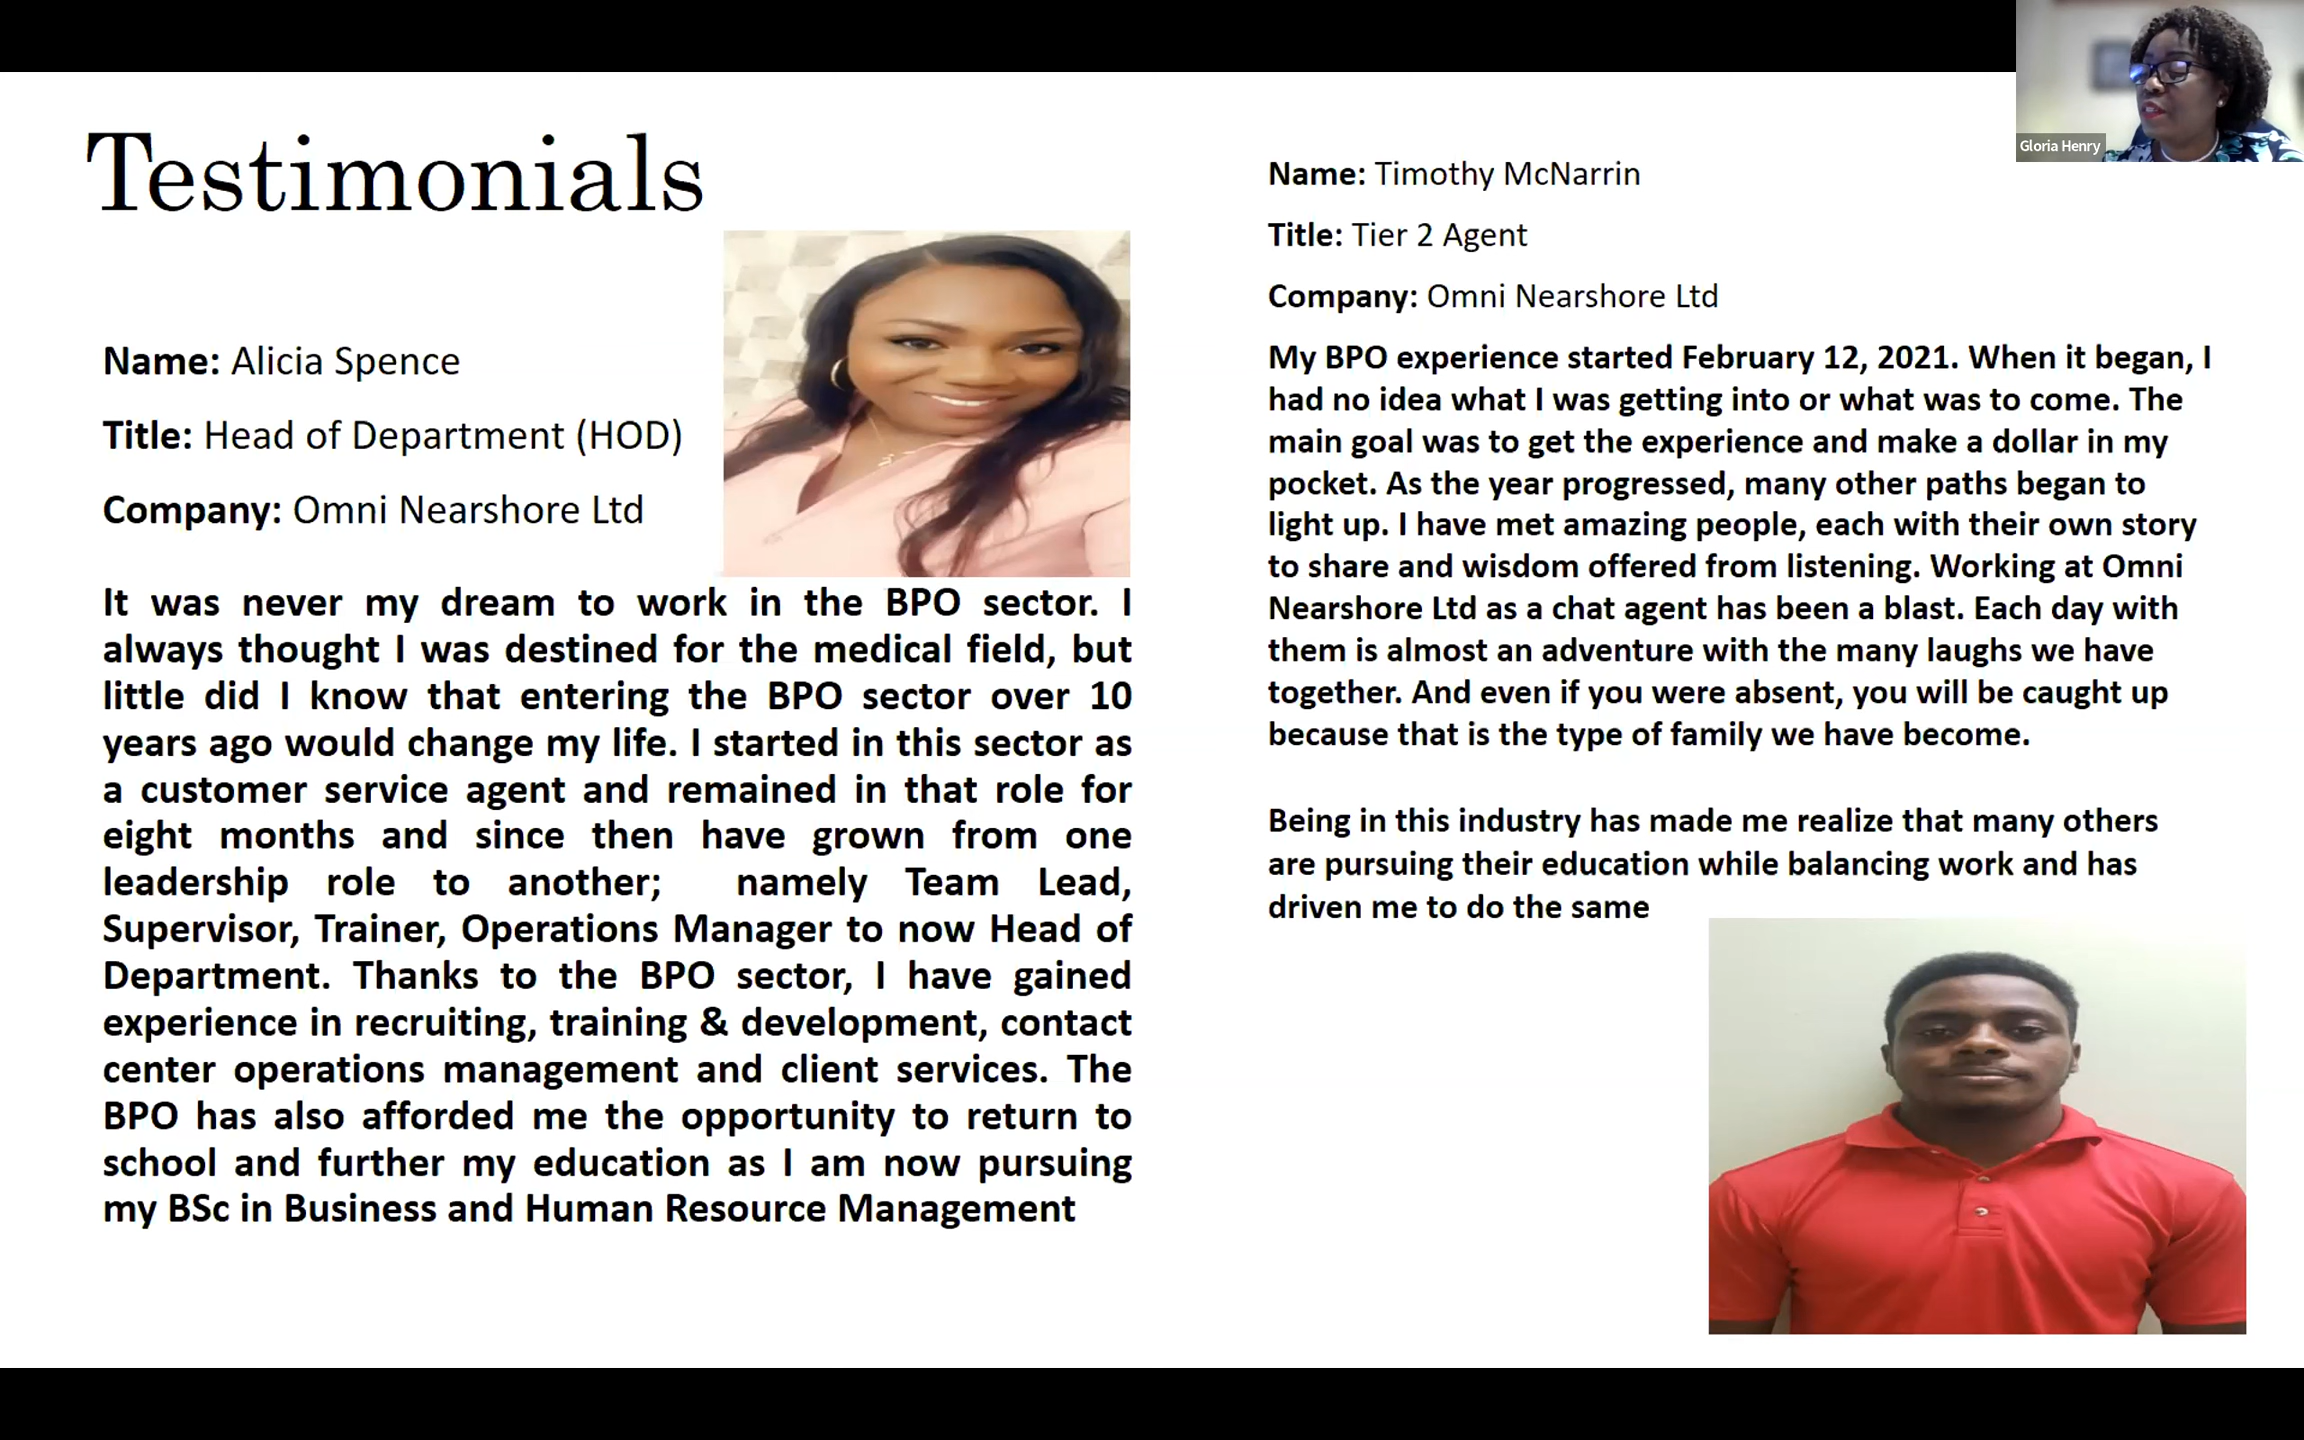 Testimonials
Name: Alicia Spence
Title: Head of Department (HOD)
Company: Omni Nearshore Ltd
It was never my dream to work in the BPO sector. I
always thought I was destined for the medical field, but
little did I know that entering the BPO sector over 10
years ago would change my life. I started in this sector as
a customer service agent and remained in that role for
eight months and since then have grown from one
leadership role to another; namely Team Lead,
Supervisor, Trainer, Operations Manager to now Head of
Department. Thanks to the BPO sector, I have gained
experience in recruiting, training & development, contact
center operations management and client services. The
BPO has also afforded me the opportunity to return to
school and further my education as I am now pursuing
my BSc in Business and Human Resource Management
Name: Timothy McNarrin
Title: Tier 2 Agent
Company: Omni Nearshore Ltd
My BPO experience started February 12, 2021. When it began, I
had no idea what I was getting into or what was to come. The
main goal was to get the experience and make a dollar in my
pocket. As the year progressed, many other paths began to
light up. I have met amazing people, each with their own story
to share and wisdom offered from listening. Working at Omni
Nearshore Ltd as a chat agent has been a blast. Each day with
them is almost an adventure with the many laughs we have
together. And even if you were absent, you will be caught up
because that is the type of family we have become.
Being in this industry has made me realize that many others
are pursuing their education while balancing work and has
driven me to do the same
Gloria Henry